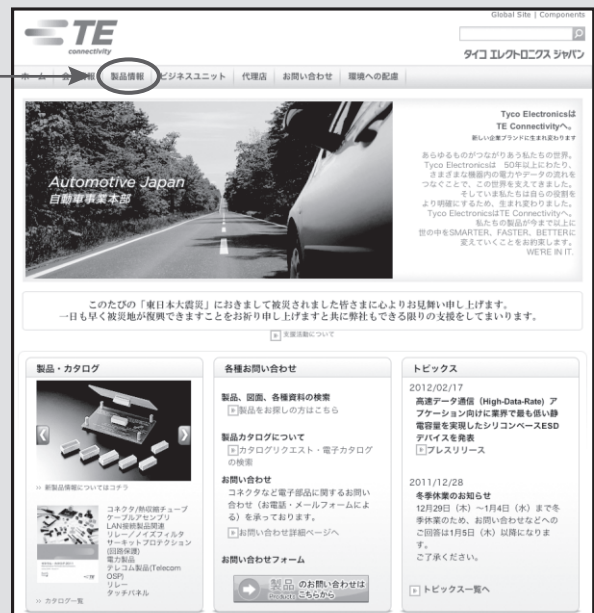 Global Site | Components
TE
connectivity
タイコ エレクトロニクス ジャパン
ホーム
会社情報
製品情報
ビジネスユニット
代理店
お問い合わせ
環境への配慮
Automotive Japan
自動車事業本部
Tyco Electronicsは
TE Connectivityへ。
新しい企業ブランドに生まれ変わります
あらゆるものがつながりあう私たちの世界。
Tyco Electronicsは 50年以上にわたり、
さまざまな機器内の電力やデータの流れを
つなぐことで、この世界を支えてきました。
そしていま私たちは自らの役割を
より明確にするため、生まれ変わりました。
Tyco ElectronicsはTE Connectivityへ。
私たちの製品が今まで以上に
世の中をSMARTER、FASTER、BETTERに
変えていくことをお約束します。
WE'RE IN IT.
このたびの「東日本大震災」におきまして被災されました皆さまに心よりお見舞い申し上げます。
一日も早く被災地が復興できますことをお祈り申し上げますと共に弊社もできる限りの支援をしてまいります。
支援活動について
製品・カタログ
›› 新製品情報についてはコチラ
コネクタ/熱収縮チューブ
ケーブルアセンブリ
LAN接続製品関連
リレー／ノイズフィルタ
サーキットプロテクション
(回路保護)
電力製品
テレコム製品(Telecom
OSP)
リレー
タッチパネル
TE
›› カタログ一覧
各種お問い合わせ
製品、図面、各種資料の検索
製品をお探しの方はこちら
製品カタログについて
カタログリクエスト・電子カタログ
の検索
お問い合わせ
コネクタなど電子部品に関するお問い
合わせ（お電話・メールフォームによ
る）を承っております。
お問い合わせ詳細ページへ
お問い合わせフォーム
製品 のお問い合わせは
Products こちらから
トピックス
2012/02/17
高速データ通信（High-Data-Rate）ア
プケーション向けに業界で最も低い静
電容量を実現したシリコンベースESD
デバイスを発表
プレスリリース
2011/12/28
冬季休業のお知らせ
12月29日（木）〜1月4日（水）まで冬
季休業のため、お問い合わせなどへの
ご回答は1月5日（木）以降になりま
す。
ご了承ください。
トピックス一覧へ